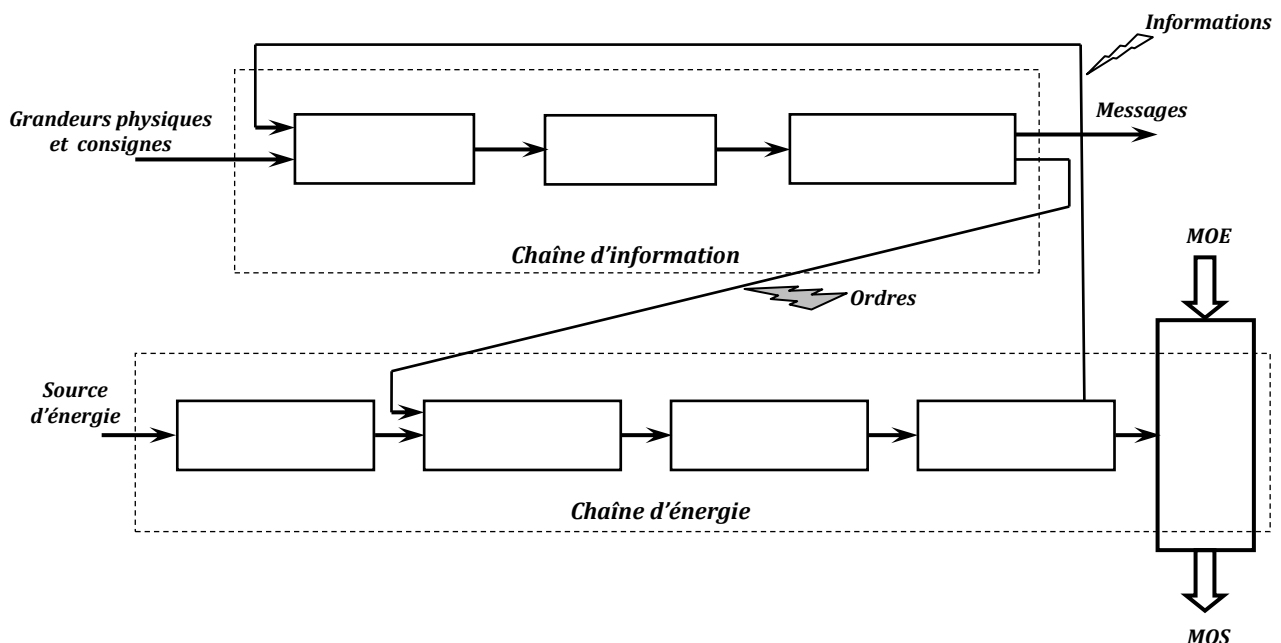 Informations
Grandeurs physiques
et consignes
Messages
Chaîne d'information
MOE
Ordres
Source
d'énergie
Chaîne d'énergie
MOS